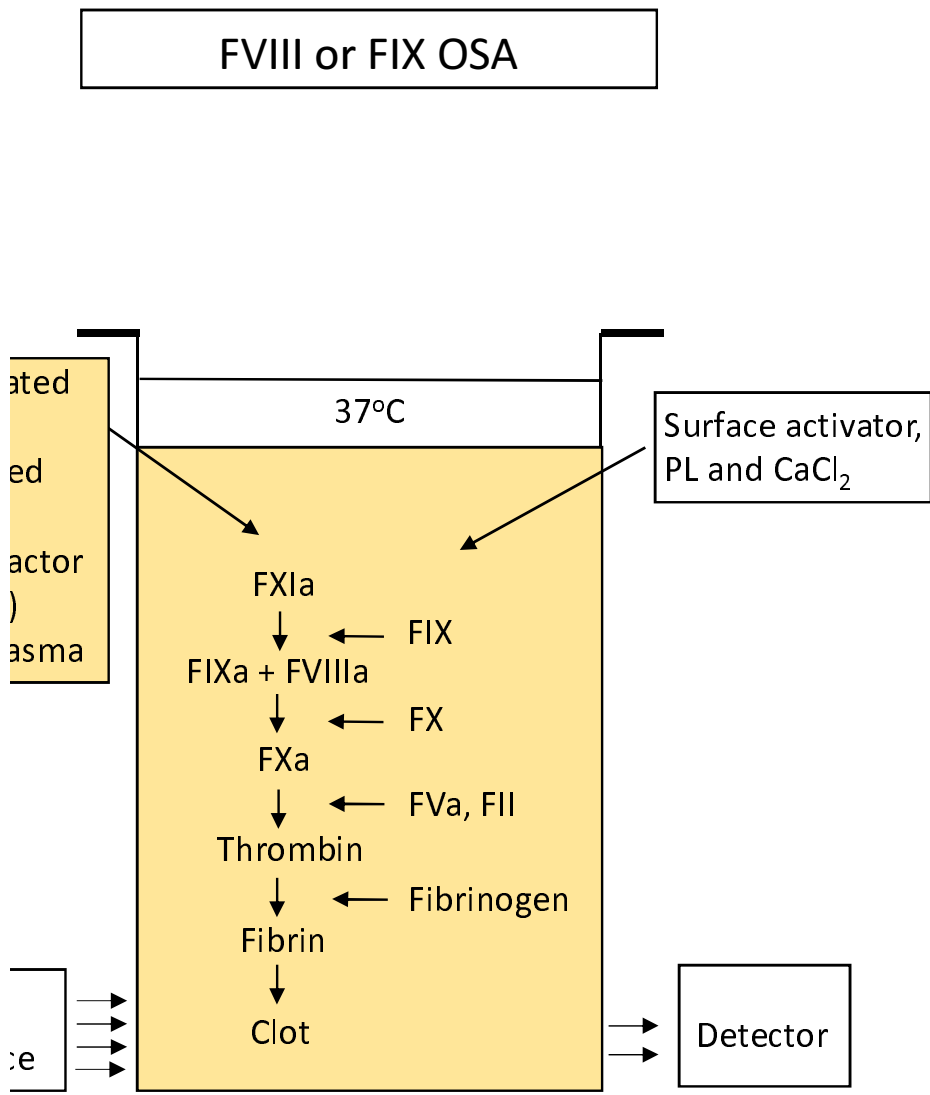 FVIII or FIX OSA
37°C
Surface activator,
PL and CaCl₂
ated
ed
actor
)
asma
FXIa
FIX
FIXa + FVIIIa
FX
FXa
FVa, FII
Thrombin
Fibrinogen
Fibrin
Clot
ce
Detector